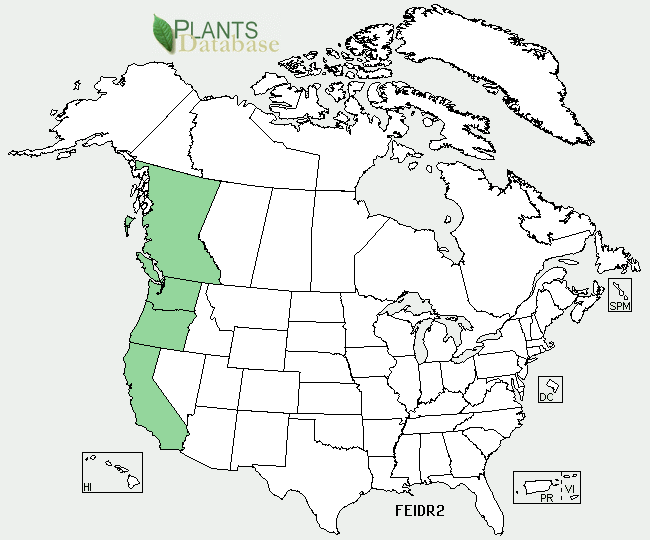 PLANTS
Database
SPM
DC
HI
PR VI
FEIDR2